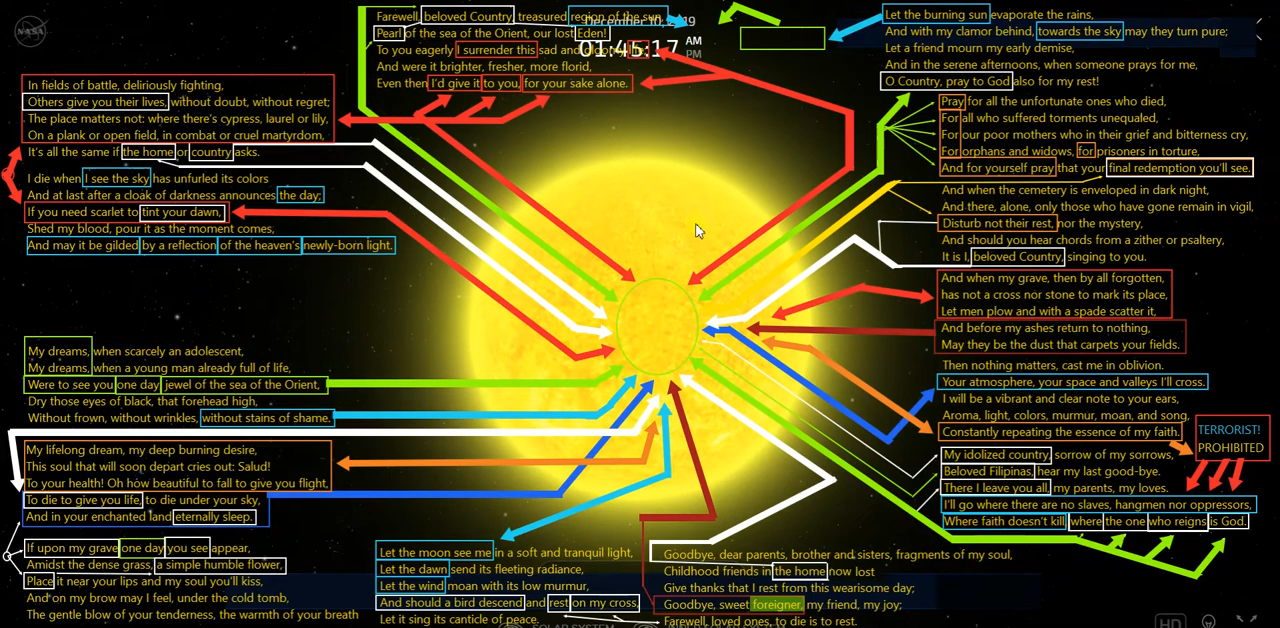 NASA
Farewell, beloved Country, treasured region of the sun,
Pearl of the sea of the Orient, our lost Eden!
To you eagerly I surrender this sad and gloomy life;
And were it brighter, fresher, more florid,
Even then I'd give it to you, for your sake alone.
December 10, 2019
01:45:17 AM
PM
In fields of battle, deliriously fighting,
Others give you their lives, without doubt, without regret;
The place matters not: where there's cypress, laurel or lily,
On a plank or open field, in combat or cruel martyrdom,
It's all the same if the home or country asks.
I die when I see the sky has unfurled its colors
And at last after a cloak of darkness announces the day;
If you need scarlet to tint your dawn,
Shed my blood, pour it as the moment comes,
And may it be gilded by a reflection of the heaven's newly-born light.
My dreams, when scarcely an adolescent,
My dreams, when a young man already full of life,
Were to see you one day jewel of the sea of the Orient,
Dry those eyes of black, that forehead high,
Without frown, without wrinkles, without stains of shame.
My lifelong dream, my deep burning desire,
This soul that will soon depart cries out: Salud!
To your health! Oh how beautiful to fall to give you flight,
To die to give you life, to die under your sky,
And in your enchanted land eternally sleep.
If upon my grave one day you see appear,
Amidst the dense grass, a simple humble flower,
Place it near your lips and my soul you'll kiss,
And on my brow may I feel, under the cold tomb,
The gentle blow of your tenderness, the warmth of your breath
Let the moon see me in a soft and tranquil light,
Let the dawn send its fleeting radiance,
Let the wind moan with its low murmur,
And should a bird descend and rest on my cross,
Let it sing its canticle of peace.
SOLAR SYSTEM
Let the burning sun evaporate the rains,
And with my clamor behind, towards the sky may they turn pure;
Let a friend mourn my early demise,
And in the serene afternoons, when someone prays for me,
O Country, pray to God also for my rest!
Pray for all the unfortunate ones who died,
For all who suffered torments unequaled,
For our poor mothers who in their grief and bitterness cry,
For orphans and widows, for prisoners in torture,
And for yourself pray that your final redemption you'll see.
And when the cemetery is enveloped in dark night,
And there, alone, only those who have gone remain in vigil,
Disturb not their rest, nor the mystery,
And should you hear chords from a zither or psaltery,
It is I, beloved Country, singing to you.
And when my grave, then by all forgotten,
has not a cross nor stone to mark its place,
Let men plow and with a spade scatter it,
And before my ashes return to nothing,
May they be the dust that carpets your fields.
Then nothing matters, cast me in oblivion.
Your atmosphere, your space and valleys I'll cross.
I will be a vibrant and clear note to your ears,
Aroma, light, colors, murmur, moan, and song,
Constantly repeating the essence of my faith.
TERRORIST!
PROHIBITED
My idolized country, sorrow of my sorrows,
Beloved Filipinas, hear my last good-bye.
There I leave you all, my parents, my loves.
I'll go where there are no slaves, hangmen nor oppressors,
Where faith doesn't kill, where the one who reigns is God.
Goodbye, dear parents, brother and sisters, fragments of my soul,
Childhood friends in the home now lost
Give thanks that I rest from this wearisome day;
Goodbye, sweet foreigner, my friend, my joy;
Farewell, loved ones, to die is to rest.
HD